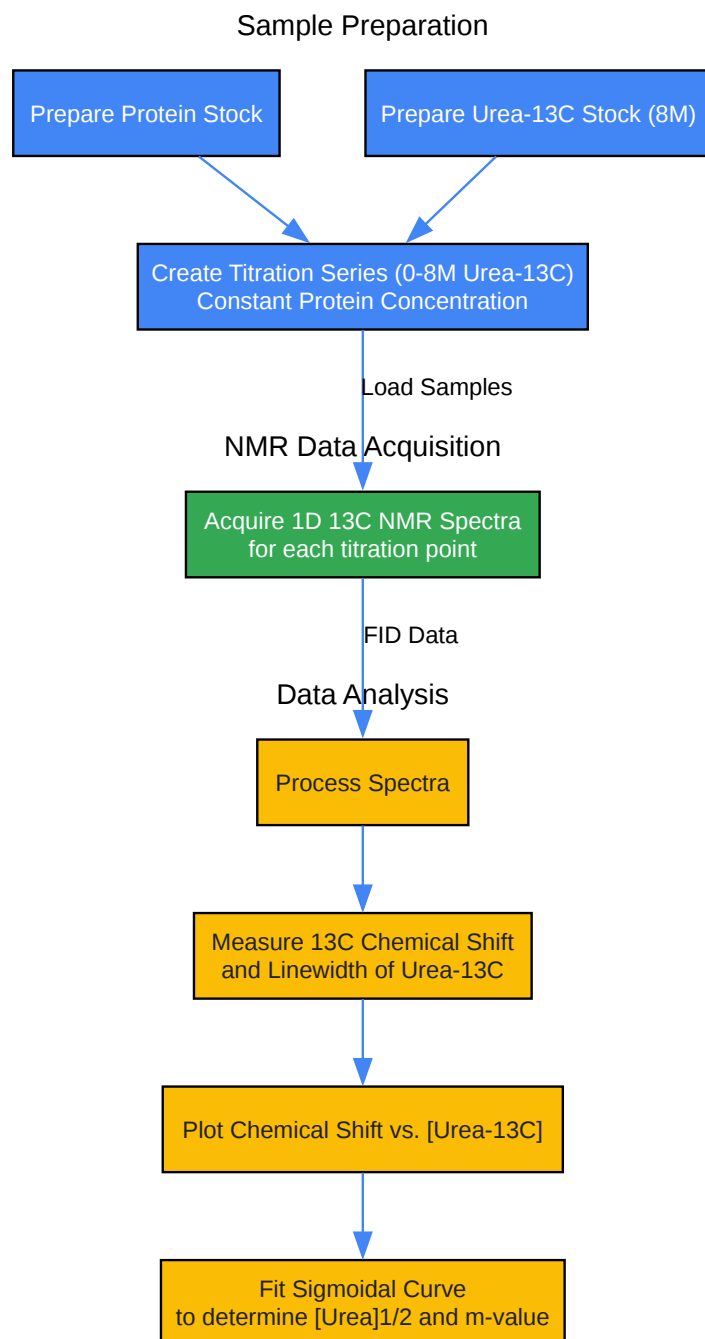 Sample Preparation
Prepare Protein Stock
Prepare Urea-13C Stock (8M)
Create Titration Series (0-8M Urea-13C)
Constant Protein Concentration
Load Samples
NMR Data Acquisition
Acquire 1D 13C NMR Spectra
for each titration point
FID Data
Data Analysis
Process Spectra
Measure 13C Chemical Shift
and Linewidth of Urea-13C
Plot Chemical Shift vs. [Urea-13C]
Fit Sigmoidal Curve
to determine [Urea]1/2 and m-value